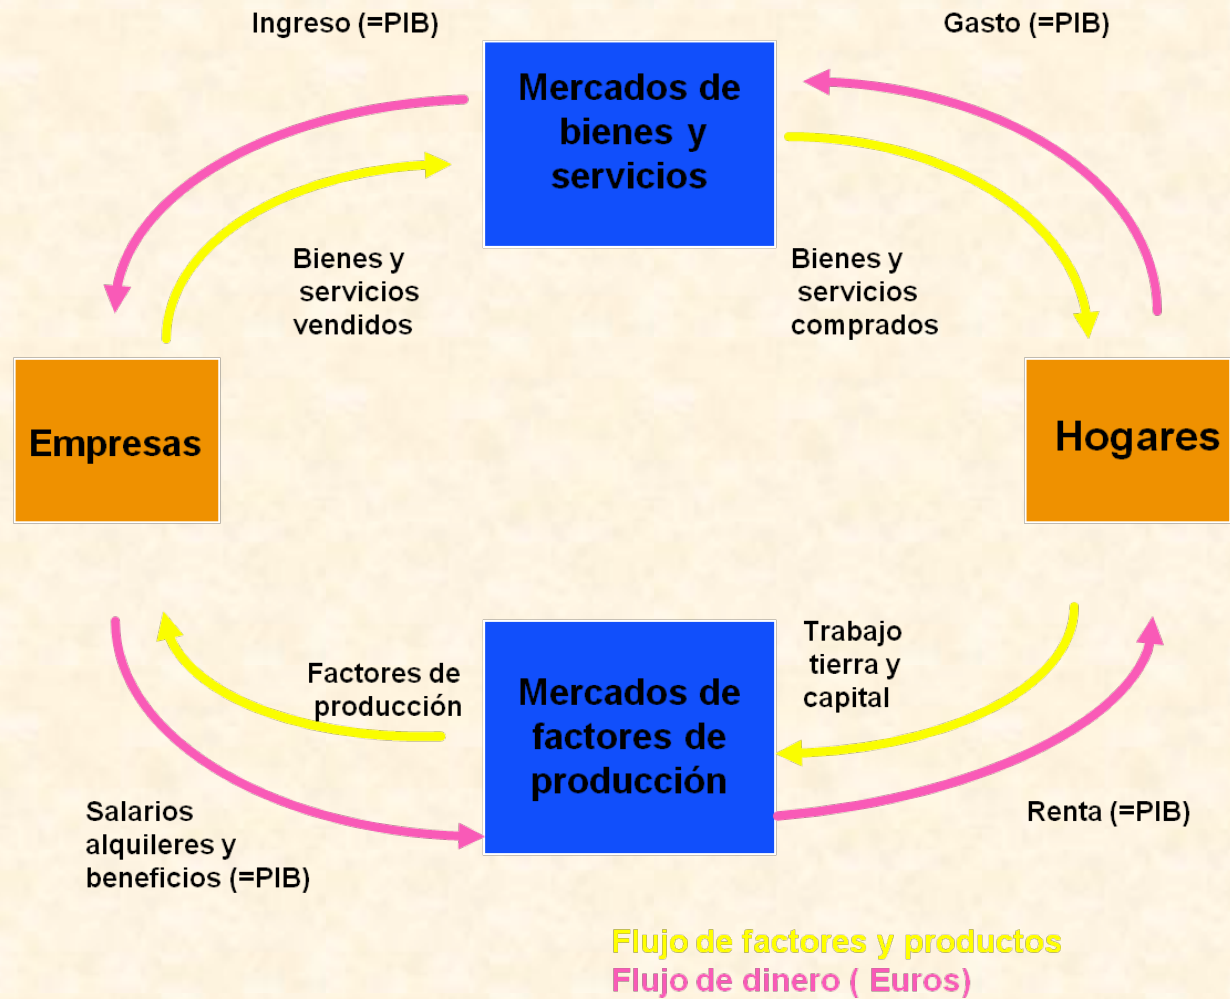 Ingreso (=PIB)
Gasto (=PIB)
Mercados de
bienes y
servicios
Bienes y
servicios
vendidos
Bienes y
servicios
comprados
Empresas
Hogares
Factores de
producción
Mercados de
factores de
producción
Trabajo
tierra y
capital
Salarios
alquileres y
beneficios (=PIB)
Renta (=PIB)
Flujo de factores y productos
Flujo de dinero ( Euros)